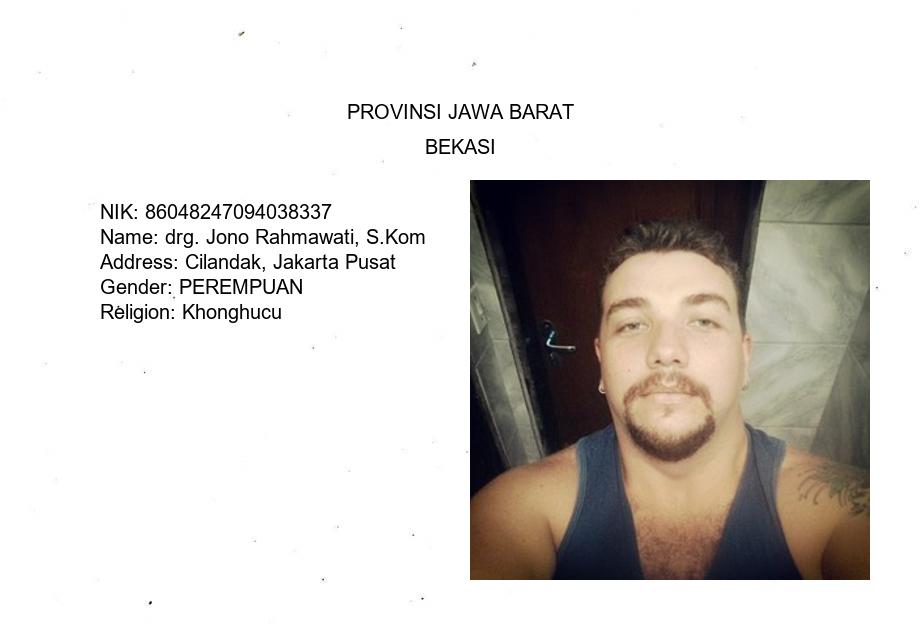 PROVINSI JAWA BARAT
BEKASI
NIK: 86048247094038337
Name: drg. Jono Rahmawati, S.Kom
Address: Cilandak, Jakarta Pusat
Gender: PEREMPUAN
Religion: Khonghucu